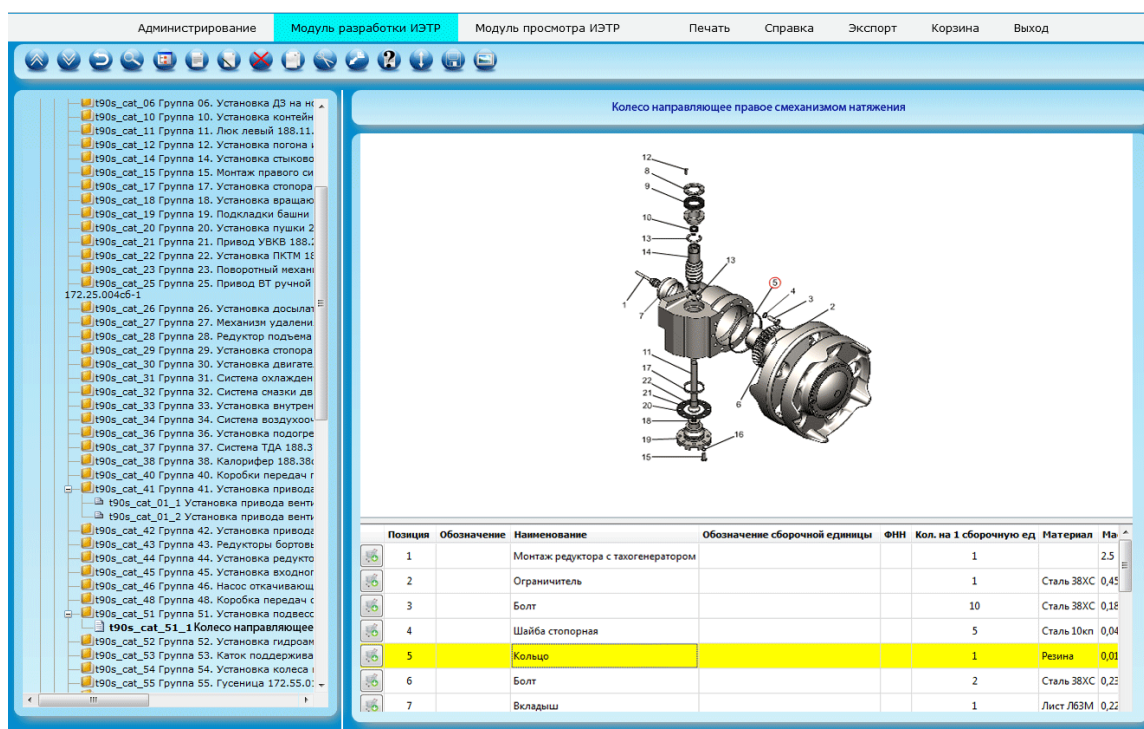 Администрирование Модуль разработки ИЭТР Модуль просмотра ИЭТР Печать Справка Экспорт Корзина Выход
t90s_cat_06 Группа 06. Установка ДЗ на
t90s_cat_10 Группа 10. Установка контейн
t90s_cat_11 Группа 11. Люк левый 188.11.
t90s_cat_12 Группа 12. Установка погона
t90s_cat_14 Группа 14. Установка стыково
t90s_cat_15 Группа 15. Монтаж правого си
t90s_cat_17 Группа 17. Установка стопора
t90s_cat_18 Группа 18. Установка вращаю
t90s_cat_19 Группа 19. Подкладки башни
t90s_cat_20 Группа 20. Установка пушки 2
t90s_cat_21 Группа 21. Привод УВКВ 188.2
t90s_cat_22 Группа 22. Установка ПКТМ 18
t90s_cat_23 Группа 23. Поворотный механи
t90s_cat_25 Группа 25. Привод ВТ ручной
172.25.004сб-1
t90s_cat_26 Группа 26. Установка досылат
t90s_cat_27 Группа 27. Механизм удалени
t90s_cat_28 Группа 28. Редуктор подъема
t90s_cat_29 Группа 29. Установка стопора
t90s_cat_30 Группа 30. Установка двигате
t90s_cat_31 Группа 31. Система охлажден
t90s_cat_32 Группа 32. Система смазки дв
t90s_cat_33 Группа 33. Установка внутрен
t90s_cat_34 Группа 34. Система воздухооч
t90s_cat_36 Группа 36. Установка подогре
t90s_cat_37 Группа 37. Система ТДА 188.3
t90s_cat_38 Группа 38. Калорифер 188.38
t90s_cat_40 Группа 40. Коробки передач
t90s_cat_41 Группа 41. Установка привода
t90s_cat_01_1 Установка привода венти
t90s_cat_01_2 Установка привода венти
t90s_cat_42 Группа 42. Установка привода
t90s_cat_43 Группа 43. Редукторы бортовы
t90s_cat_44 Группа 44. Установка редукто
t90s_cat_45 Группа 45. Установка входног
t90s_cat_46 Группа 46. Насос откачивающ
t90s_cat_48 Группа 48. Коробка передач
t90s_cat_51 Группа 51. Установка подвесс
t90s_cat_51_1 Колесо направляющее
t90s_cat_52 Группа 52. Установка гидроам
t90s_cat_53 Группа 53. Каток поддержива
t90s_cat_54 Группа 54. Установка колеса
t90s_cat_55 Группа 55. Гусеница 172.55.0
Колесо направляющее правое смеханизмом натяжения
12
8
9
10
13
14
13
5
4
3
2
1
7
11
17
22
21
20
6
18
16
19
15
Позиция Обозначение Наименование Обозначение сборочной единицы ФНН Кол. на 1 сборочную ед Материал Ма
1 Монтаж редуктора с тахогенератором 1 2.5
2 Ограничитель 1 Сталь 38ХС 0,45
3 Болт 10 Сталь 38ХС 0,18
4 Шайба стопорная 5 Сталь 10кп 0,04
5 Кольцо 1 Резина 0,01
6 Болт 2 Сталь 38ХС 0,23
7 Вкладыш 1 Лист Л63М 0,22